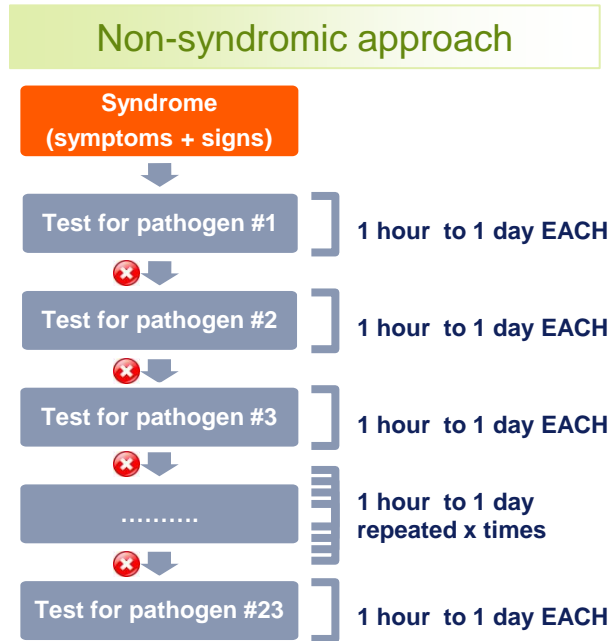 Non-syndromic approach
Syndrome
(symptoms + signs)
Test for pathogen #1
1 hour to 1 day EACH
Test for pathogen #2
1 hour to 1 day EACH
Test for pathogen #3
1 hour to 1 day EACH
..........
1 hour to 1 day
repeated x times
Test for pathogen #23
1 hour to 1 day EACH